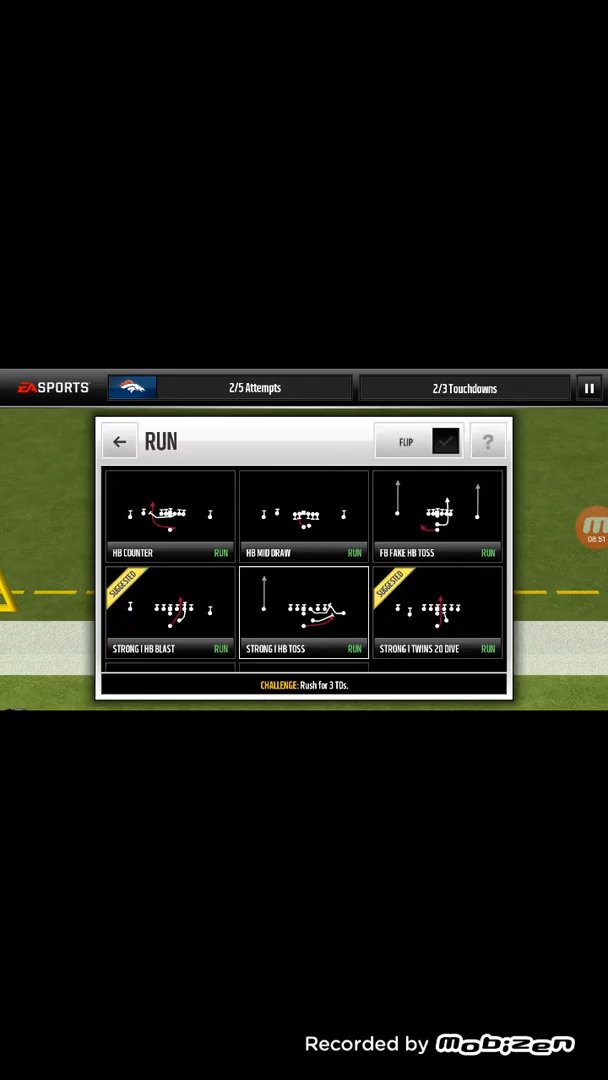 EA SPORTS
2/5 Attempts
2/3 Touchdowns
RUN
FLIP
?
08:51
HB COUNTER RUN
HB MID DRAW RUN
FB FAKE HB TOSS RUN
SUGGESTED
SUGGESTED
STRONG I HB BLAST RUN
STRONG I HB TOSS RUN
STRONG I TWINS 20 DIVE RUN
CHALLENGE: Rush for 3 TDs.
Recorded by mobizen